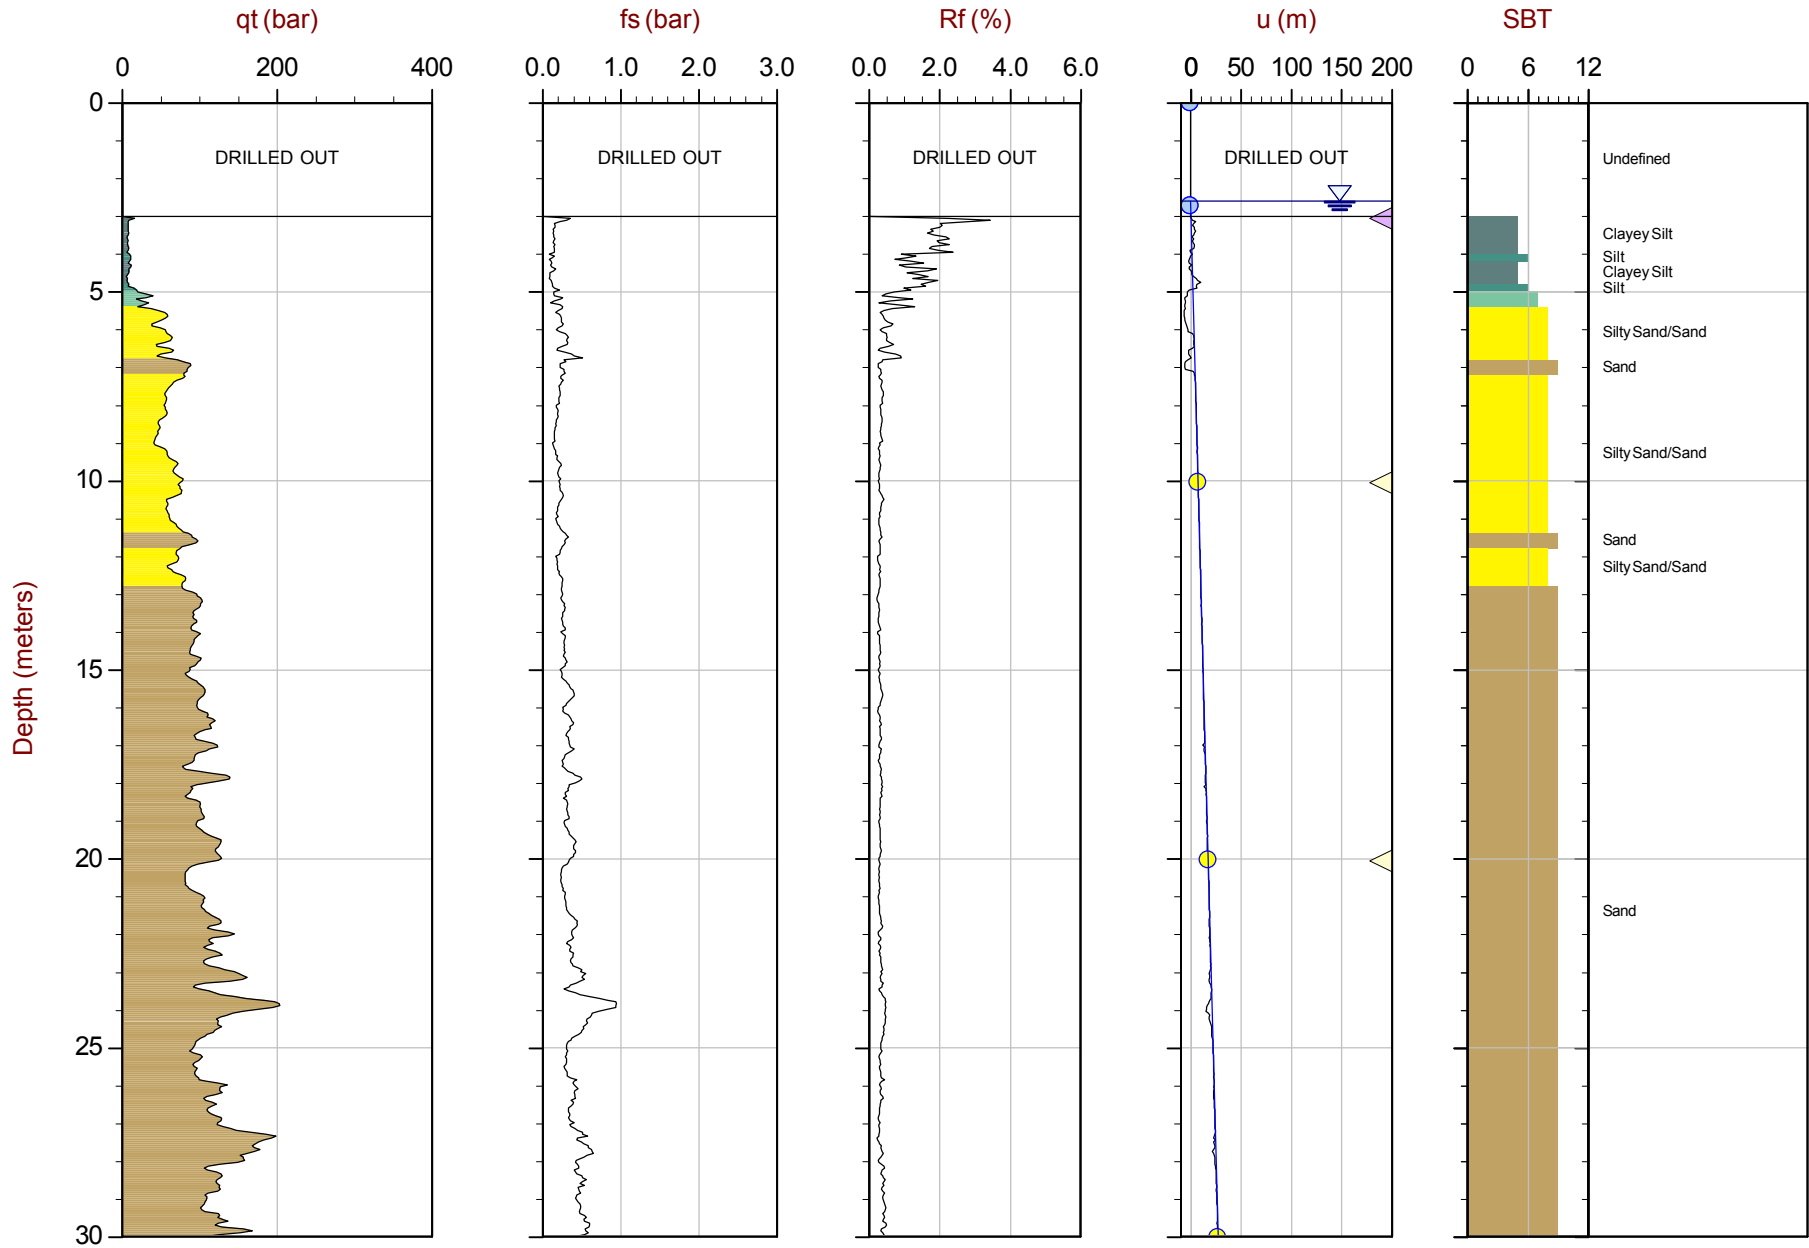 qt (bar) fs (bar) Rf (%) u (m) SBT
0 200 400 0.0 1.0 2.0 3.0 0.0 2.0 4.0 6.0 0 50 100 150 200 0 6 12
0
DRILLED OUT DRILLED OUT DRILLED OUT DRILLED OUT Undefined
Clayey Silt
Silt
Clayey Silt
Silt
5
Silty Sand/Sand
Sand
Silty Sand/Sand
10
Sand
Silty Sand/Sand
15
Depth (meters)
20
Sand
25
30